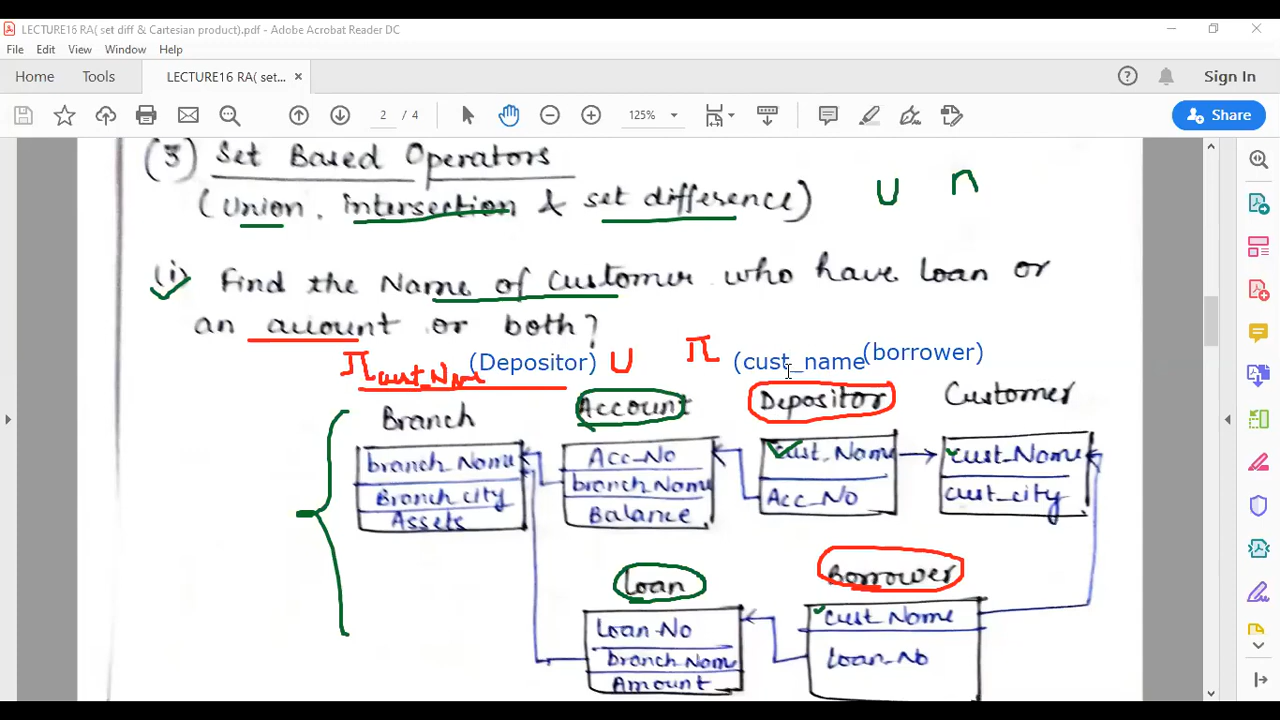 LECTURE16 RA( set diff & Cartesian product).pdf - Adobe Acrobat Reader DC
File Edit View Window Help
Home Tools LECTURE16 RA( set... × Sign In
2 / 4 125% Share
(3) Set Based Operators
(Union, intersection & set difference) ∪ ∩
(i) Find the Name of Customer who have loan or
an account or both?
π cust_Name (Depositor) ∪ π (cust_name (borrower)
Branch Account Depositor Customer
branch_Name Acc_No cust_Name cust_Name
Branch city branch_Name Acc_No cust_city
Assets Balance
Loan Borrower
Loan_No cust_Name
branch_Name Loan_No
Amount